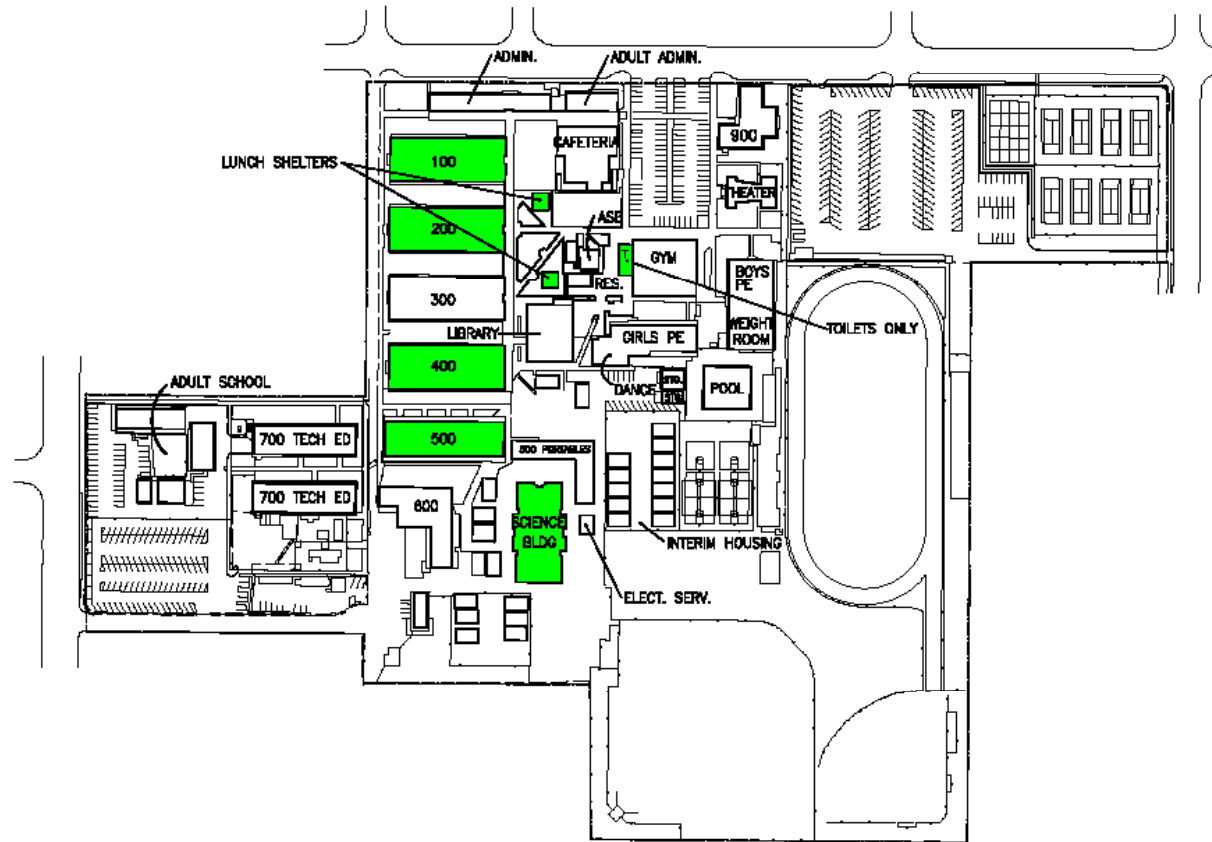 ADMIN.
ADULT ADMIN.
900
CAFETERIA
100
LUNCH SHELTERS
THEATER
ASB
200
T.
GYM
BOYS
PE
RES.
300
WEIGHT
ROOM
TOILETS ONLY
LIBRARY
GIRLS PE
400
ADULT SCHOOL
DANCE
STG.
STG.
POOL
700 TECH ED
500
500 PORTABLES
700 TECH ED
600
SCIENCE
BLDG
INTERIM HOUSING
ELECT. SERV.